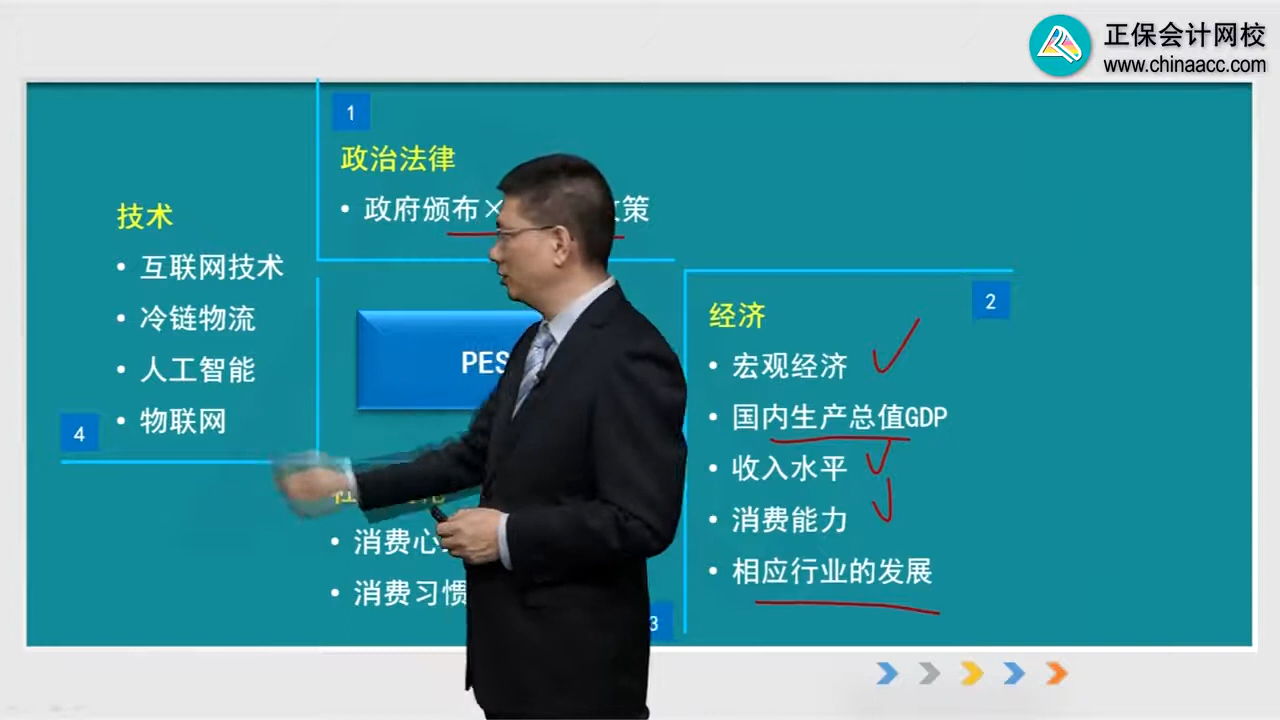 正保会计网校
www.chinaacc.com
1
政治法律
• 政府颁布×策
技术
• 互联网技术
• 冷链物流
• 人工智能
• 物联网
4
PES
2
经济
• 宏观经济
• 国内生产总值GDP
• 收入水平
• 消费能力
• 相应行业的发展
• 消费心
• 消费习惯
3